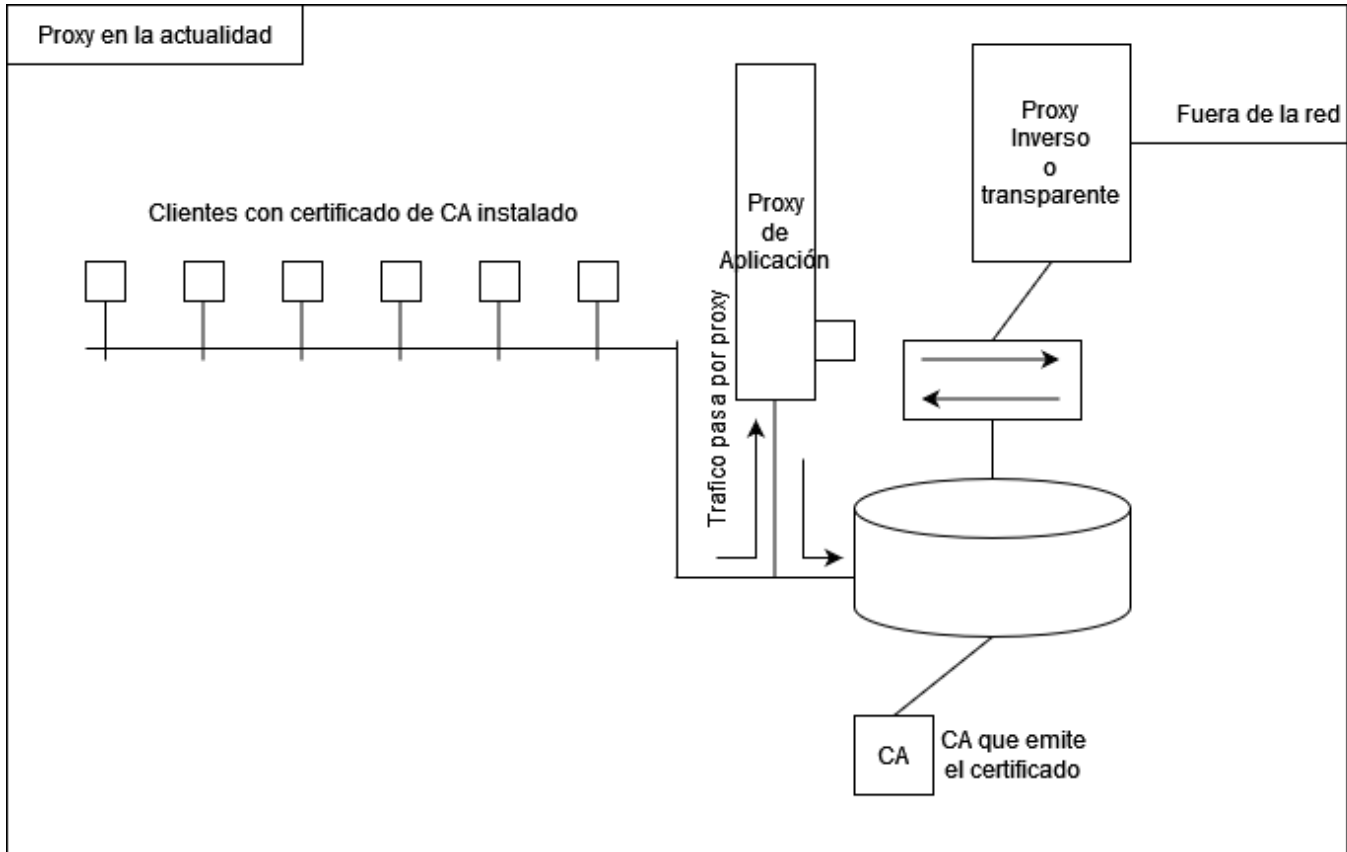 Proxy en la actualidad
Proxy
Inverso
o
transparente
Fuera de la red
Clientes con certificado de CA instalado
Proxy
de
Aplicación
Trafico pasa por proxy
CA
CA que emite
el certificado